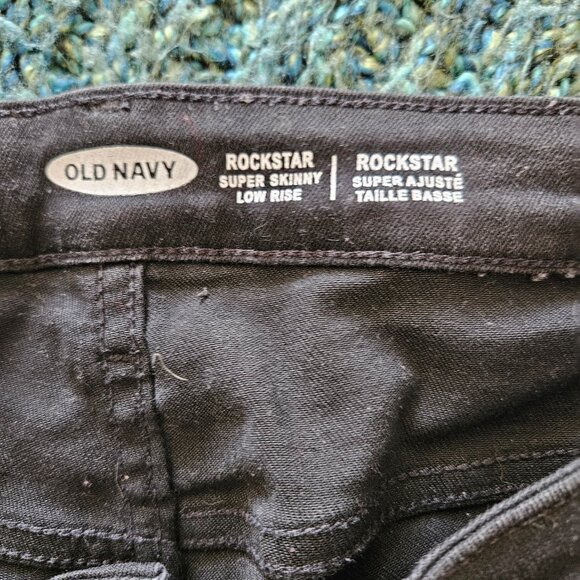 OLD NAVY
ROCKSTAR
SUPER SKINNY
LOW RISE
ROCKSTAR
SUPER AJUSTÉ
TAILLE BASSE